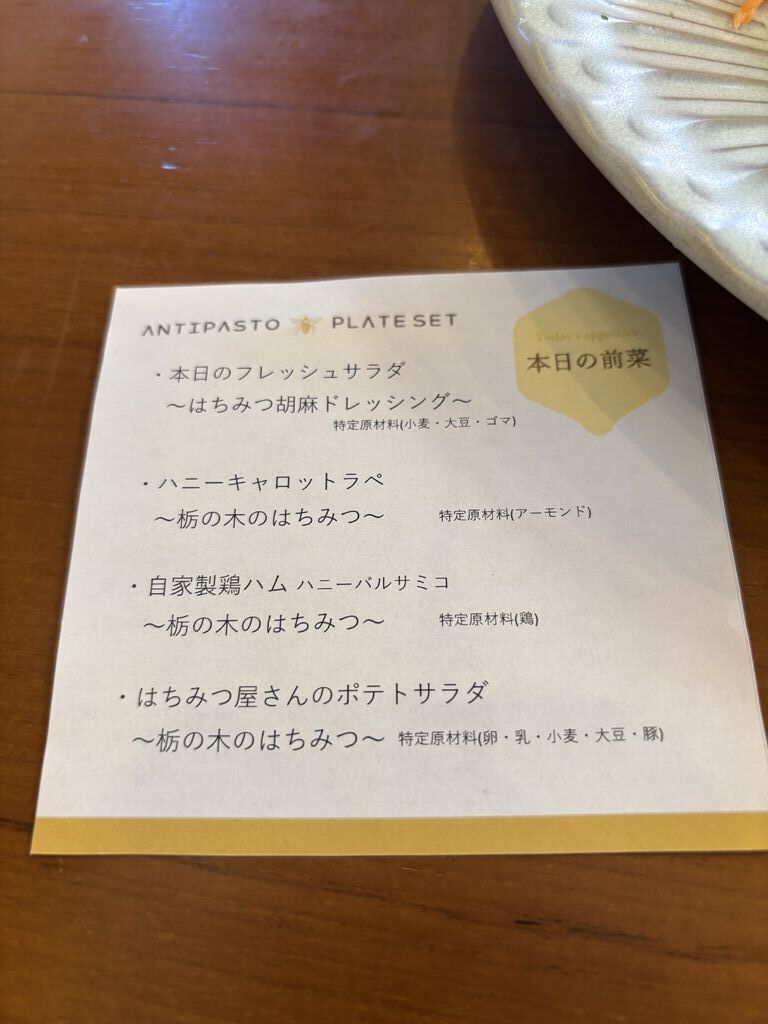 ANTIPASTO PLATE SET
Today's appetizer
本日の前菜
・本日のフレッシュサラダ
～はちみつ胡麻ドレッシング～
特定原材料(小麦・大豆・ゴマ)
・ハニーキャロットラペ
～栃の木のはちみつ～ 特定原材料(アーモンド)
・自家製鶏ハム ハニーバルサミコ
～栃の木のはちみつ～ 特定原材料(鶏)
・はちみつ屋さんのポテトサラダ
～栃の木のはちみつ～ 特定原材料(卵・乳・小麦・大豆・豚)